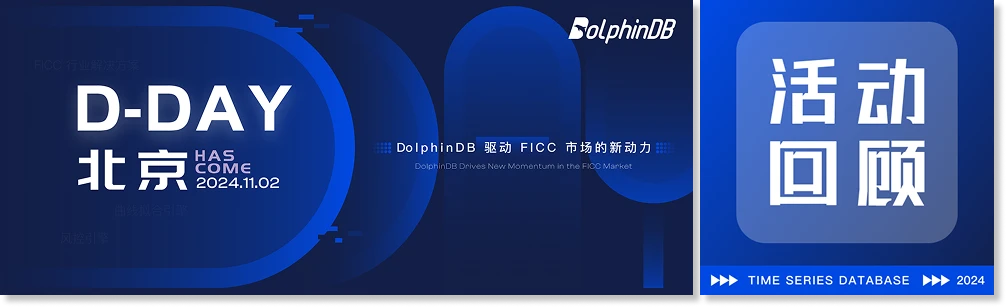 DolphinDB
D-DAY
北京
HAS
COME
2024.11.02
DolphinDB 驱动 FICC 市场的新动力
DolphinDB Drives New Momentum in the FICC Market
活动
回顾
TIME SERIES DATABASE
2024